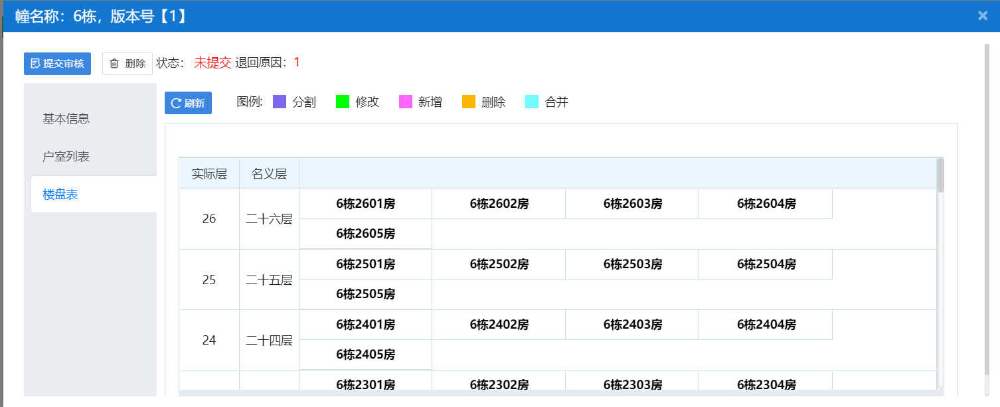 幢名称：6栋，版本号【1】
提交审核 删除 状态： 未提交 退回原因：1
基本信息
户室列表
楼盘表
刷新 图例: 分割 修改 新增 删除 合并
实际层 名义层
26 二十六层 6栋2601房 6栋2602房 6栋2603房 6栋2604房
6栋2605房
25 二十五层 6栋2501房 6栋2502房 6栋2503房 6栋2504房
6栋2505房
24 二十四层 6栋2401房 6栋2402房 6栋2403房 6栋2404房
6栋2405房
6栋2301房 6栋2302房 6栋2303房 6栋2304房